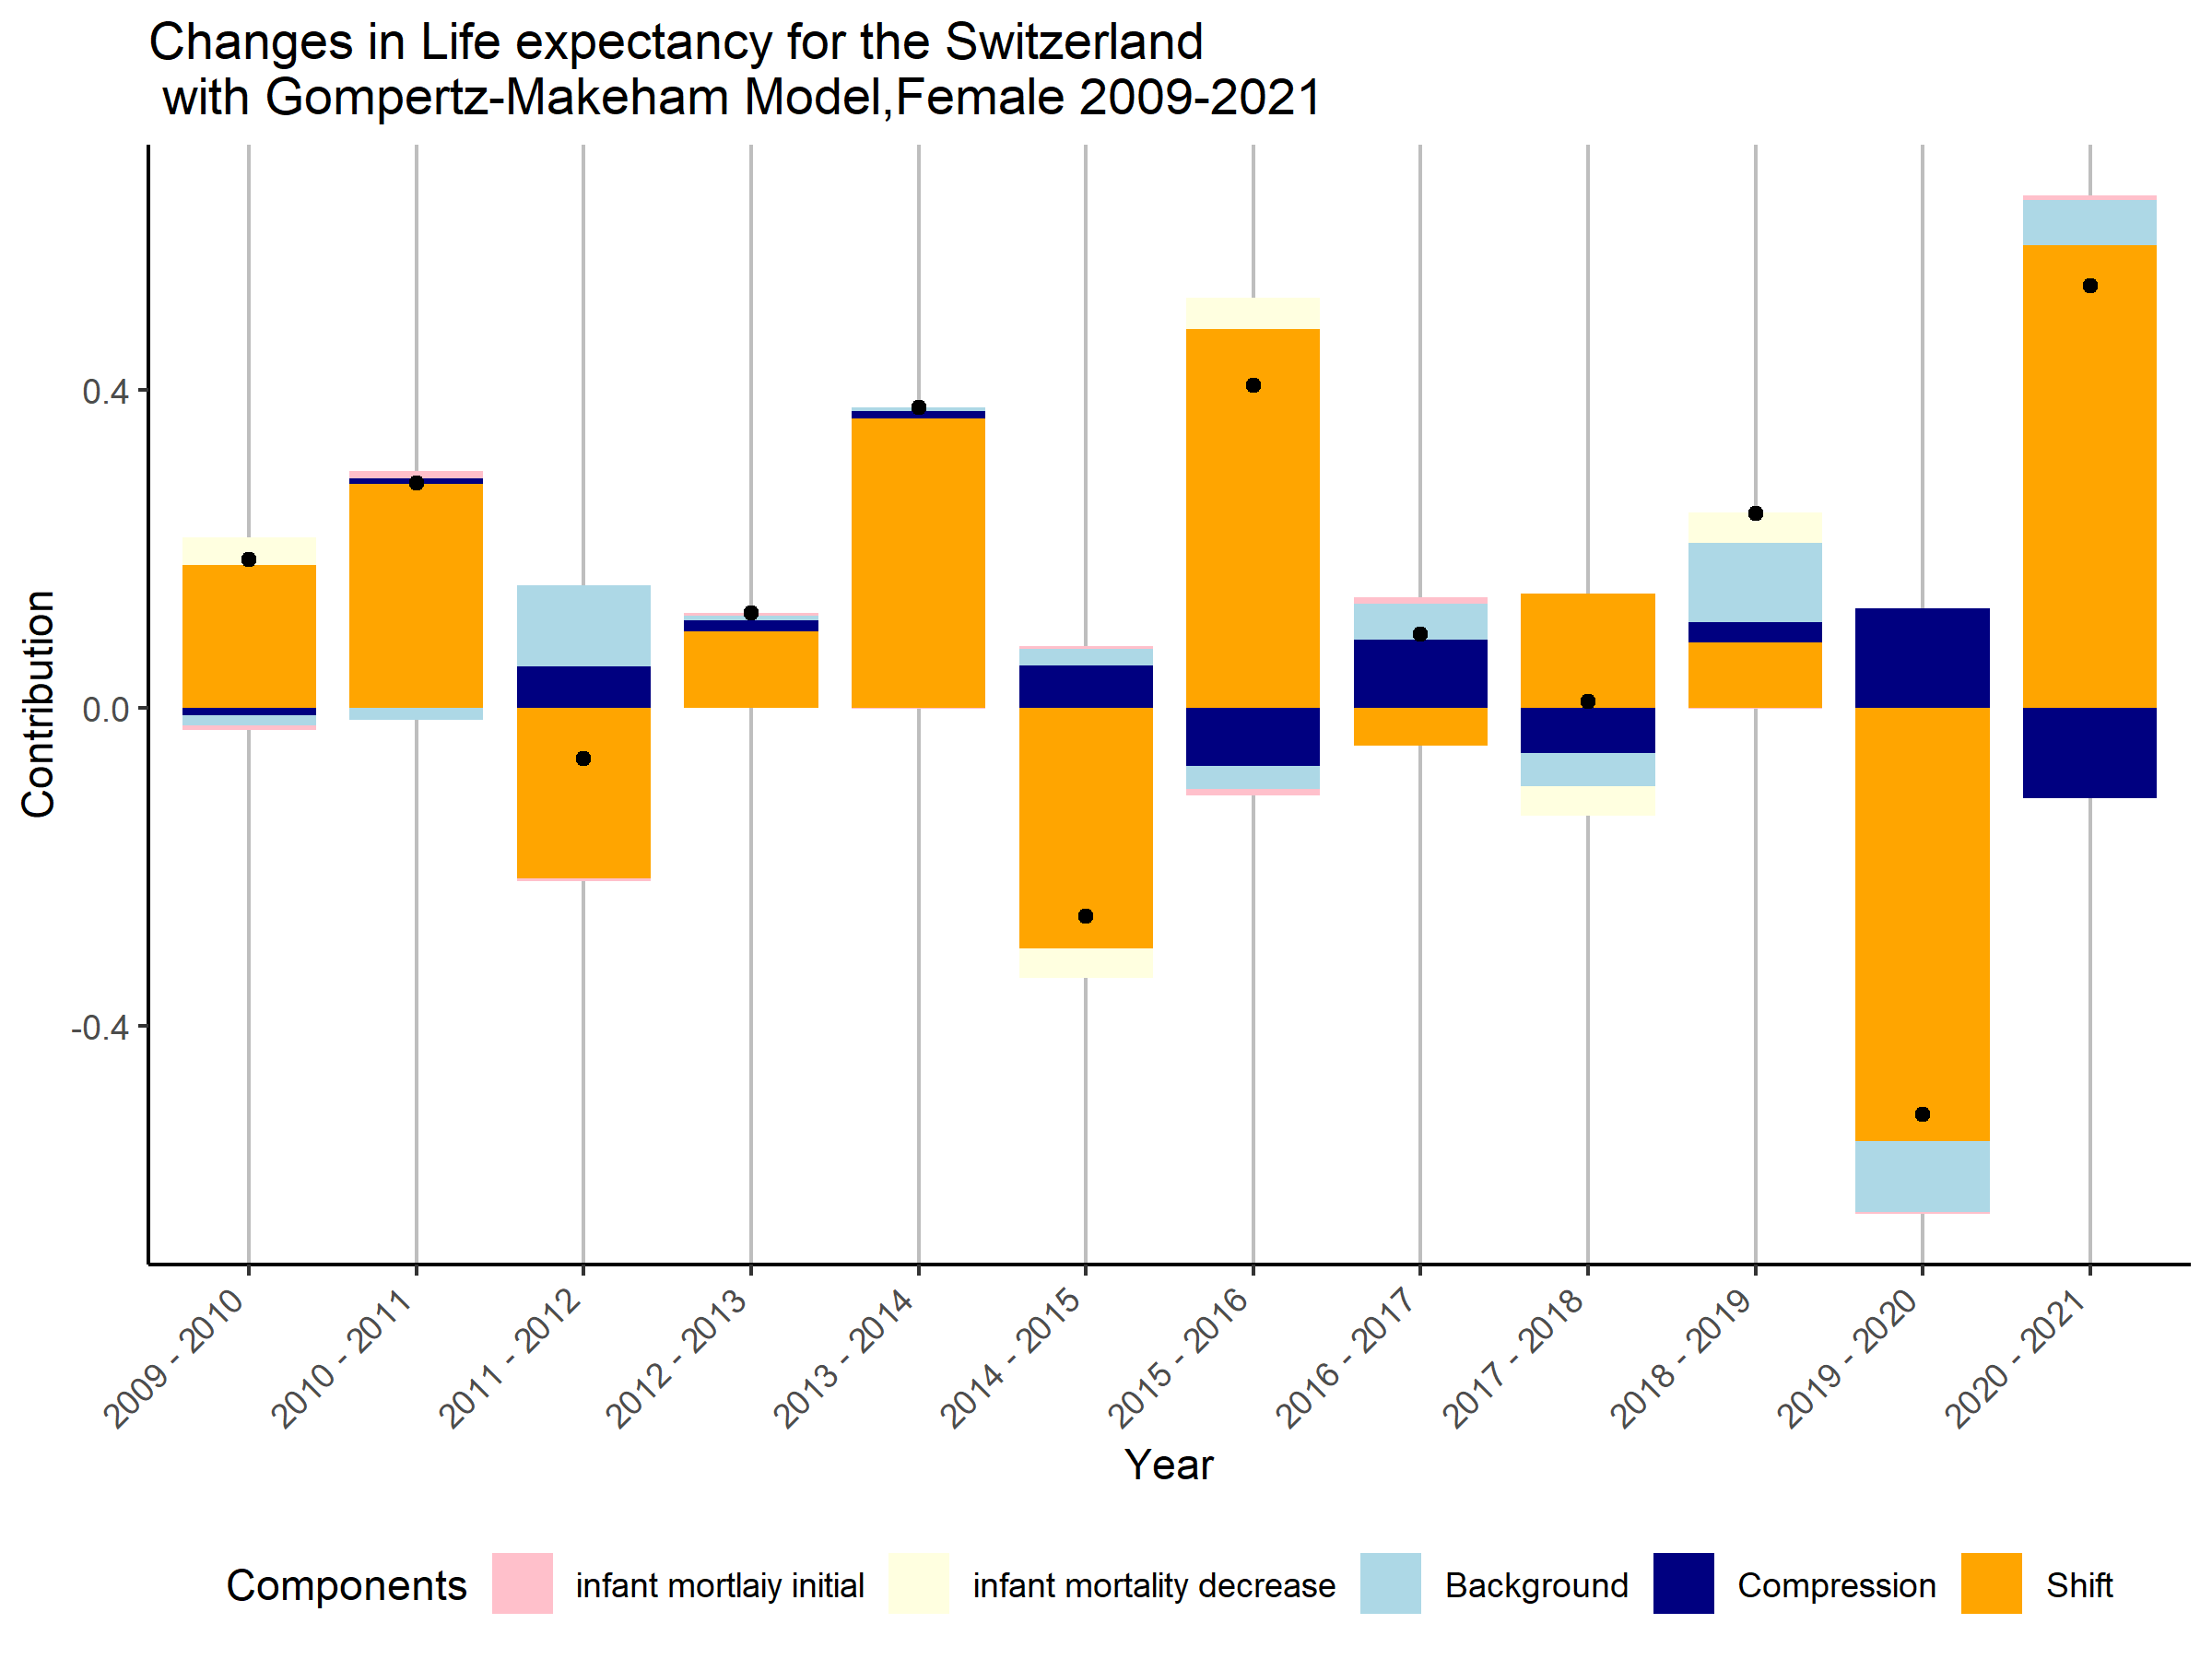 Changes in Life expectancy for the Switzerland
with Gompertz-Makeham Model,Female 2009-2021
Contribution
0.4
0.0
-0.4
2009 - 2010
2010 - 2011
2011 - 2012
2012 - 2013
2013 - 2014
2014 - 2015
2015 - 2016
2016 - 2017
2017 - 2018
2018 - 2019
2019 - 2020
2020 - 2021
Year
Components
infant mortlaiy initial
infant mortality decrease
Background
Compression
Shift